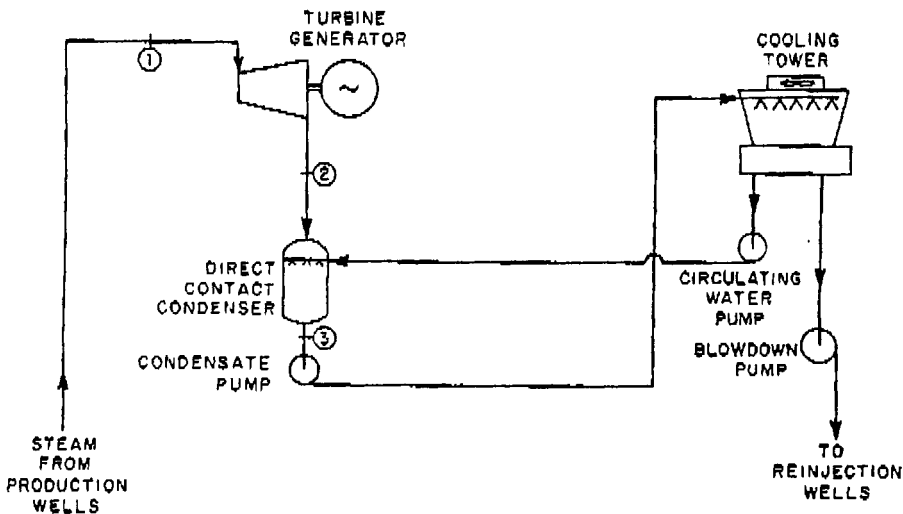 TURBINE
GENERATOR
COOLING
TOWER
1
~
2
DIRECT
CONTACT
CONDENSER
3
CONDENSATE
PUMP
CIRCULATING
WATER
PUMP
BLOWDOWN
PUMP
STEAM
FROM
PRODUCTION
WELLS
TO
REINJECTION
WELLS